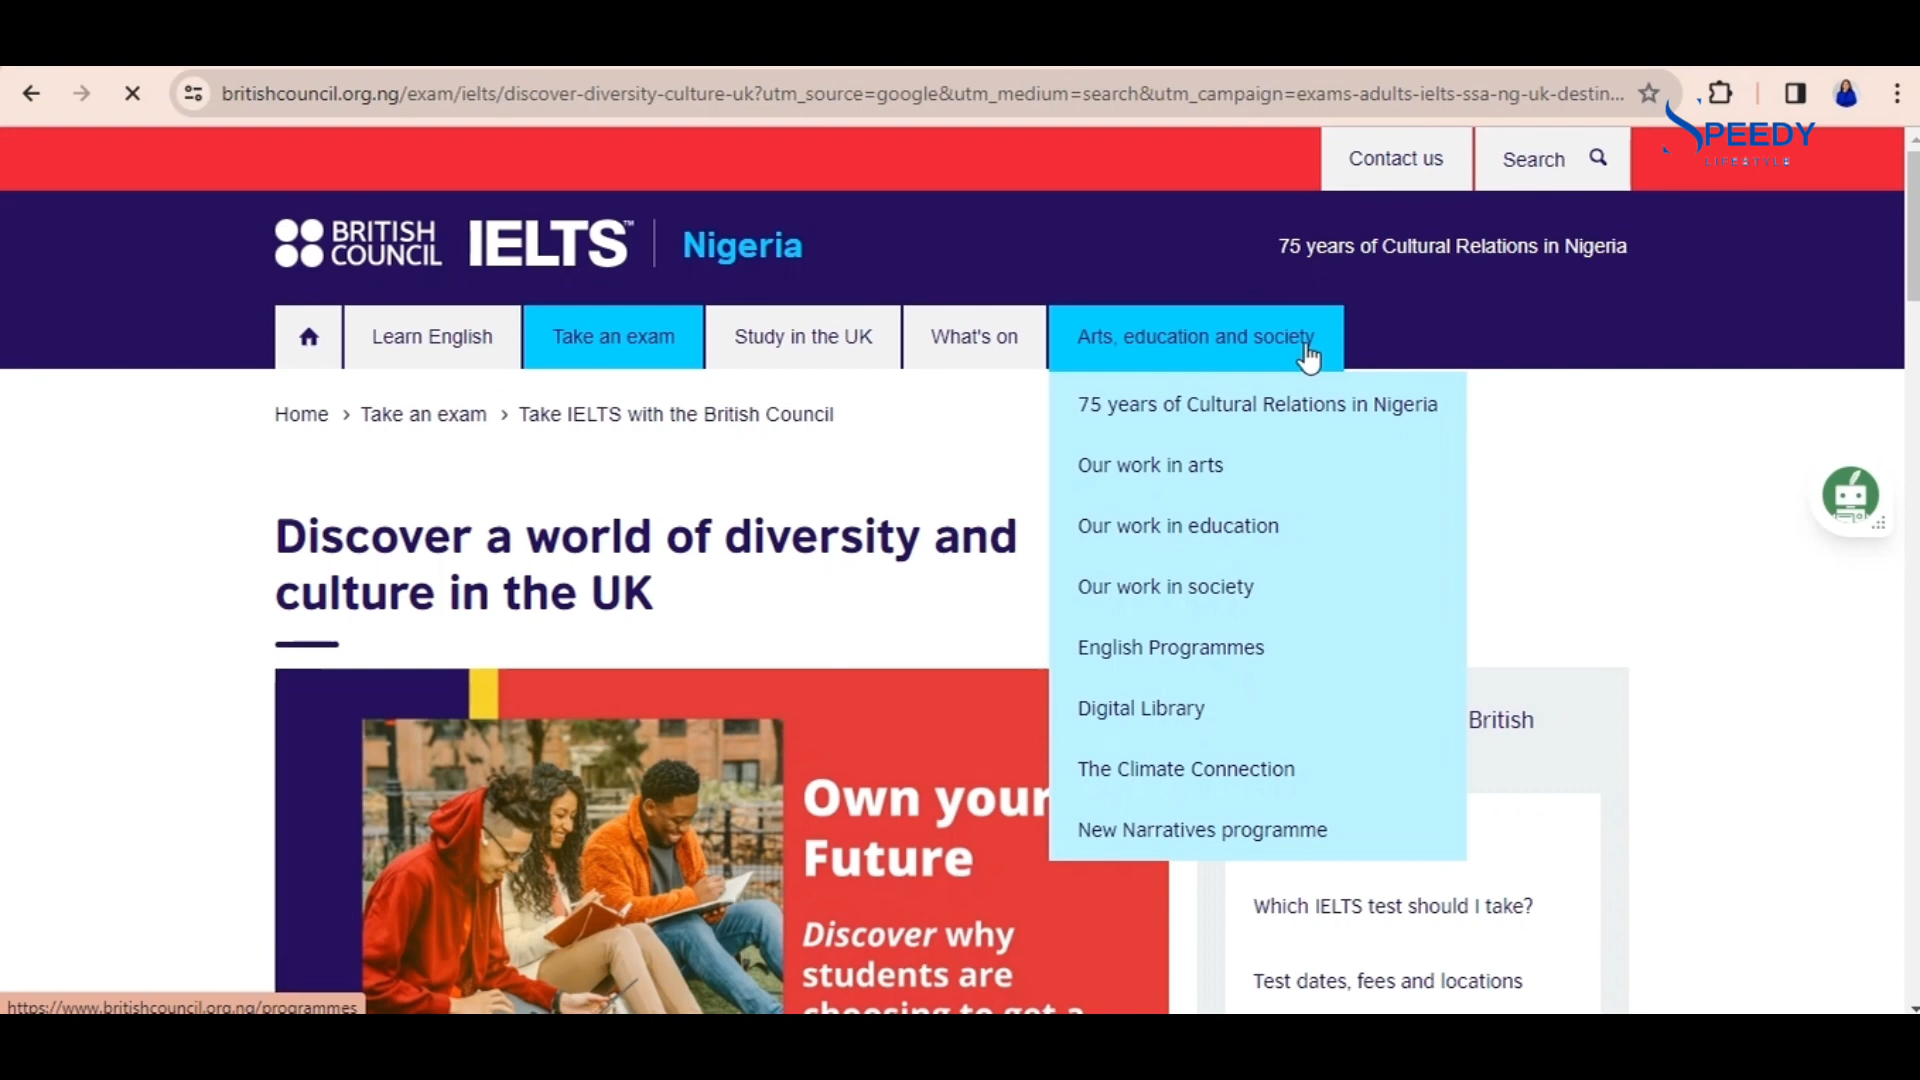 britishcouncil.org.ng/exam/ielts/discover-diversity-culture-uk?utm_source=google&utm_medium=search&utm_campaign=exams-adults-ielts-ssa-ng-uk-destin...
SPEEDY
LIFESTYLE
Contact us
Search
BRITISH
COUNCIL
IELTS™
Nigeria
75 years of Cultural Relations in Nigeria
Learn English
Take an exam
Study in the UK
What's on
Arts, education and society
Home > Take an exam > Take IELTS with the British Council
75 years of Cultural Relations in Nigeria
Our work in arts
Our work in education
Our work in society
English Programmes
Digital Library
The Climate Connection
New Narratives programme
Discover a world of diversity and
culture in the UK
Own your
Future
Discover why
students are
choosing to get a
British
Which IELTS test should I take?
Test dates, fees and locations
https://www.britishcouncil.org.ng/programmes